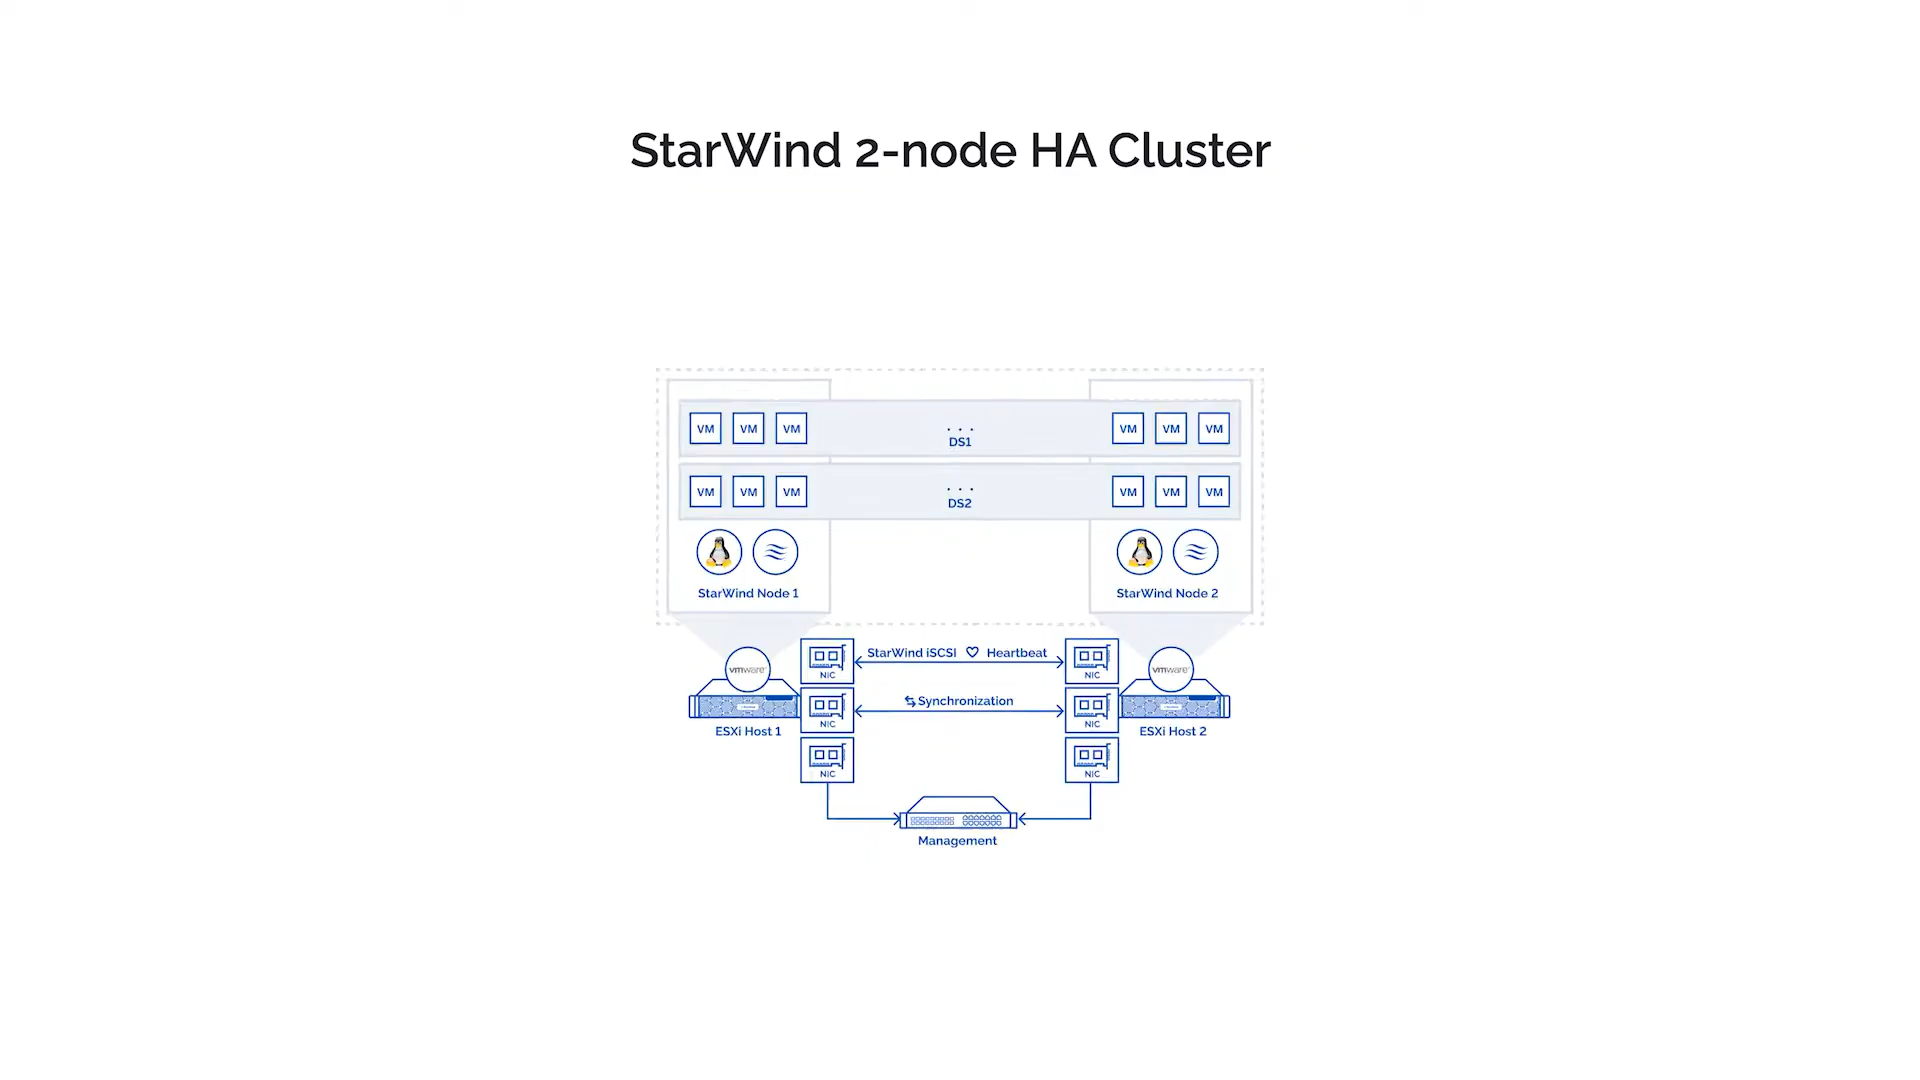 StarWind 2-node HA Cluster
VM VM VM ... VM VM VM
DS1
VM VM VM ... VM VM VM
DS2
StarWind Node 1 StarWind Node 2
StarWind iSCSI Heartbeat
vmware vmware
NIC NIC
Synchronization
NIC NIC
ESXi Host 1 ESXi Host 2
NIC NIC
Management